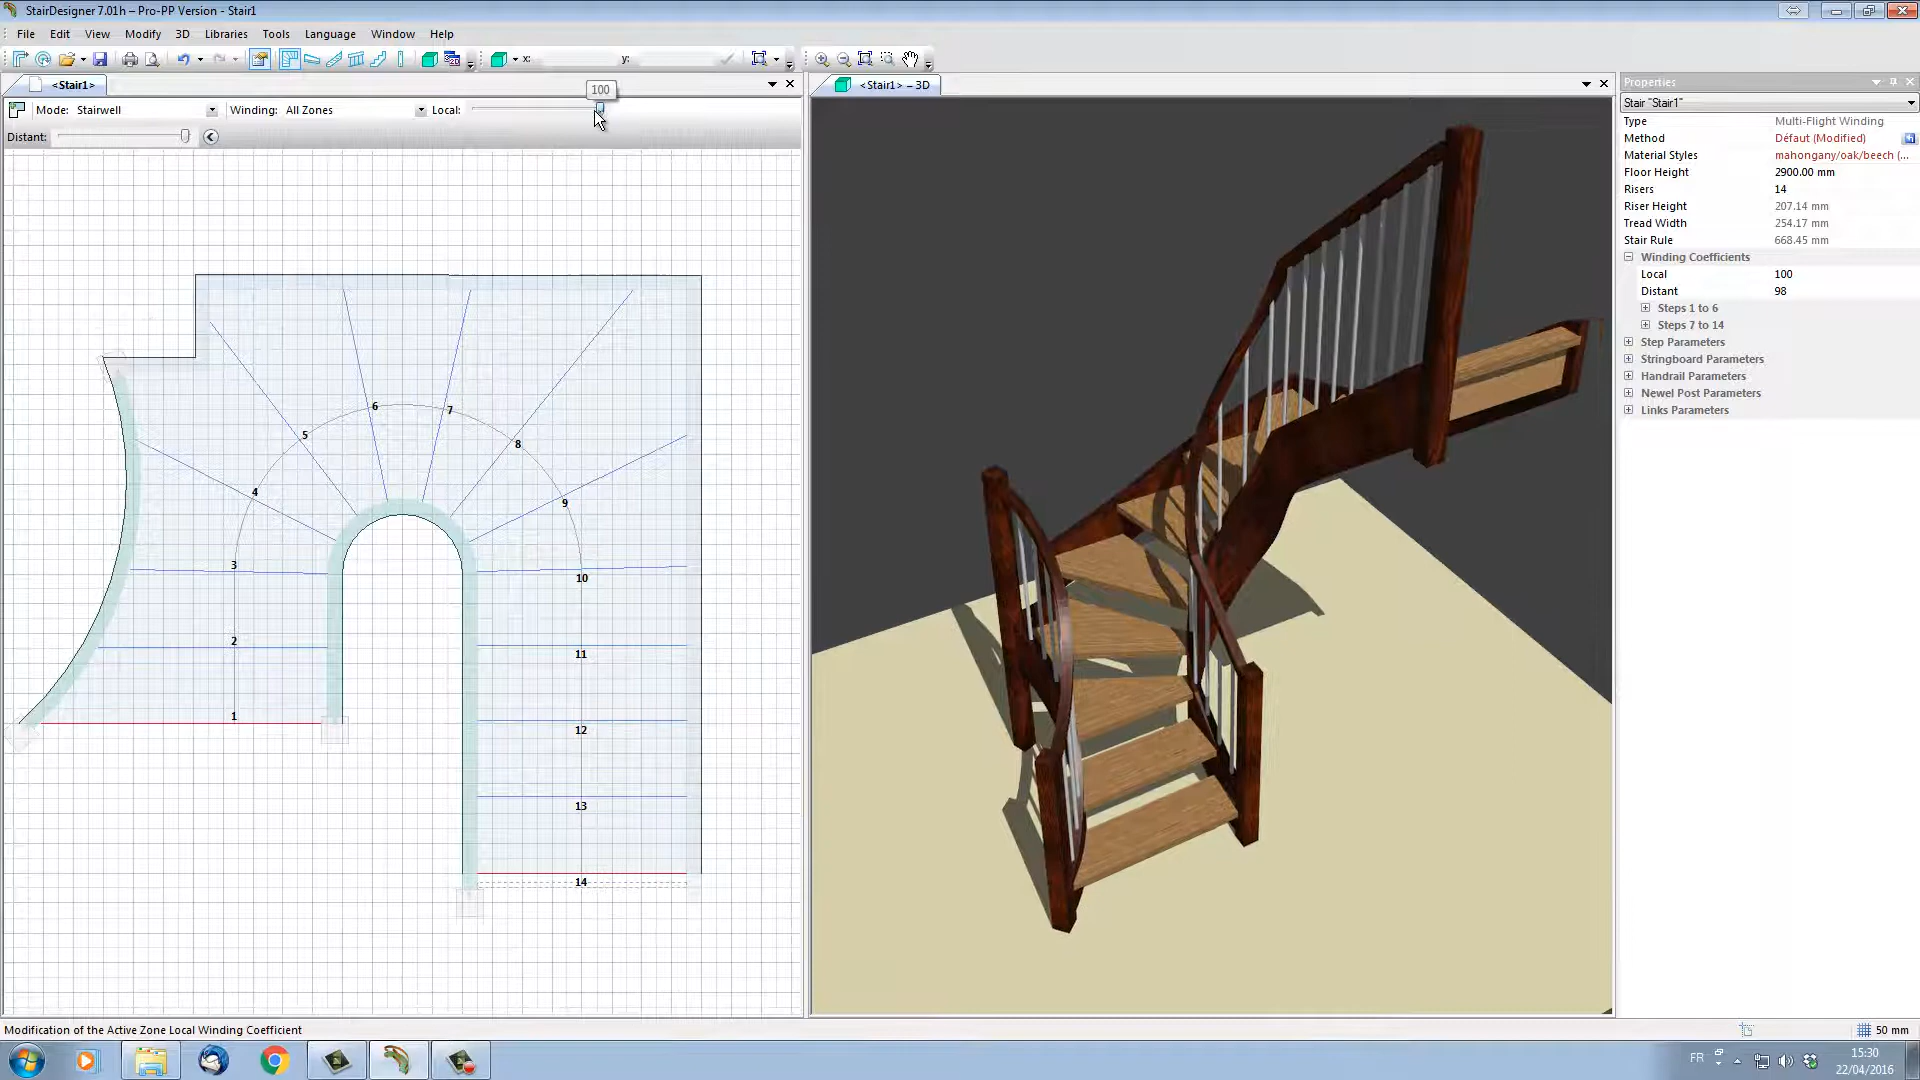 StairDesigner 7.01h – Pro-PP Version - Stair1
File Edit View Modify 3D Libraries Tools Language Window Help
x: y:
<Stair1>
<Stair1> – 3D
100
Mode: Stairwell Winding: All Zones Local:
Distant:
6
7
5
8
4
9
3
10
2
11
1
12
13
14
Properties
Stair "Stair1"
Type Multi-Flight Winding
Method Défaut (Modified)
Material Styles mahongany/oak/beech (...
Floor Height 2900.00 mm
Risers 14
Riser Height 207.14 mm
Tread Width 254.17 mm
Stair Rule 668.45 mm
Winding Coefficients
Local 100
Distant 98
Steps 1 to 6
Steps 7 to 14
Step Parameters
Stringboard Parameters
Handrail Parameters
Newel Post Parameters
Links Parameters
Modification of the Active Zone Local Winding Coefficient
50 mm
FR
15:30
22/04/2016